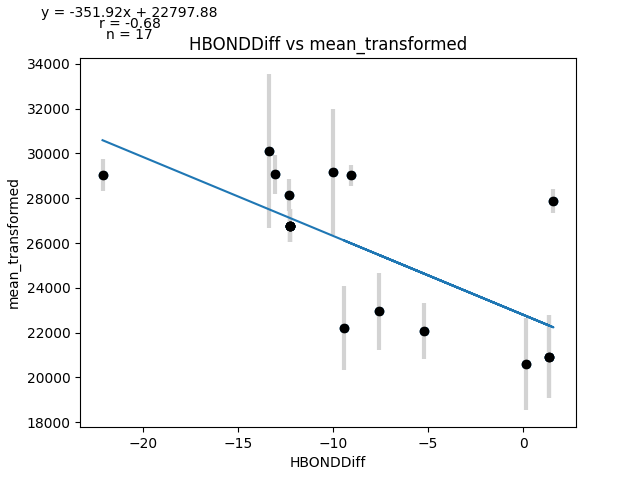 y = -351.92x + 22797.88
r = -0.68
n = 17
HBONDDiff vs mean_transformed
34000
32000
30000
28000
26000
24000
22000
20000
18000
mean_transformed
−20
−15
−10
−5
0
HBONDDiff